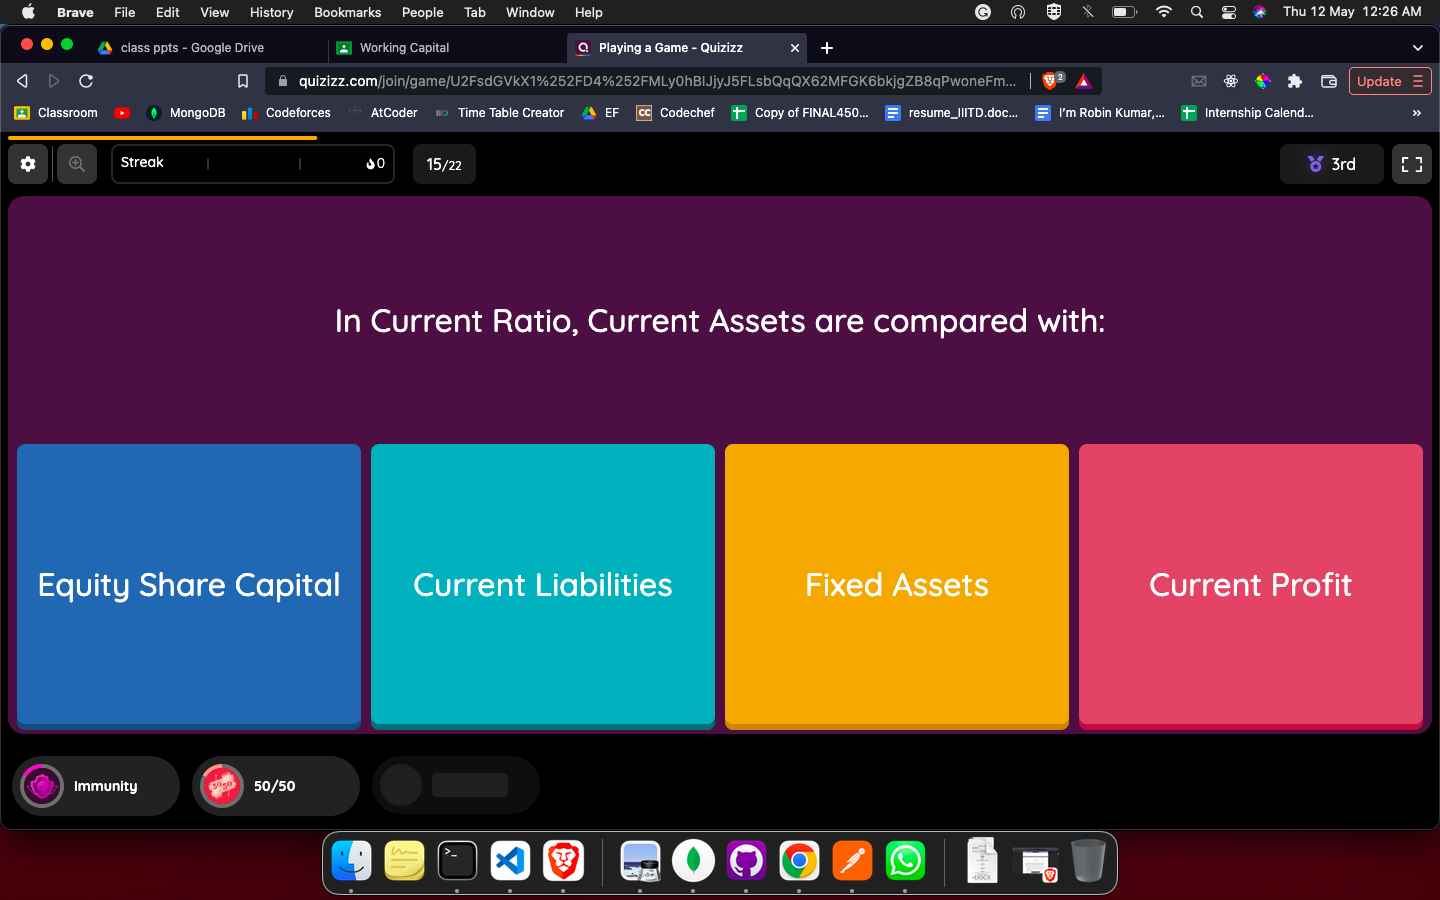 Brave File Edit View History Bookmarks People Tab Window Help Thu 12 May 12:26 AM
class ppts - Google Drive Working Capital Playing a Game - Quizizz
quizizz.com/join/game/U2FsdGVkX1%252FD4%252FMLy0hBIJjyJ5FLsbQqQX62MFGK6bkjgZB8qPwoneFm... 2 Update
Classroom MongoDB Codeforces AtCoder Time Table Creator EF Codechef Copy of FINAL450... resume_IIITD.doc... I'm Robin Kumar,... Internship Calend... »
Streak 0 15/22 3rd
In Current Ratio, Current Assets are compared with:
Equity Share Capital Current Liabilities Fixed Assets Current Profit
Immunity 50/50